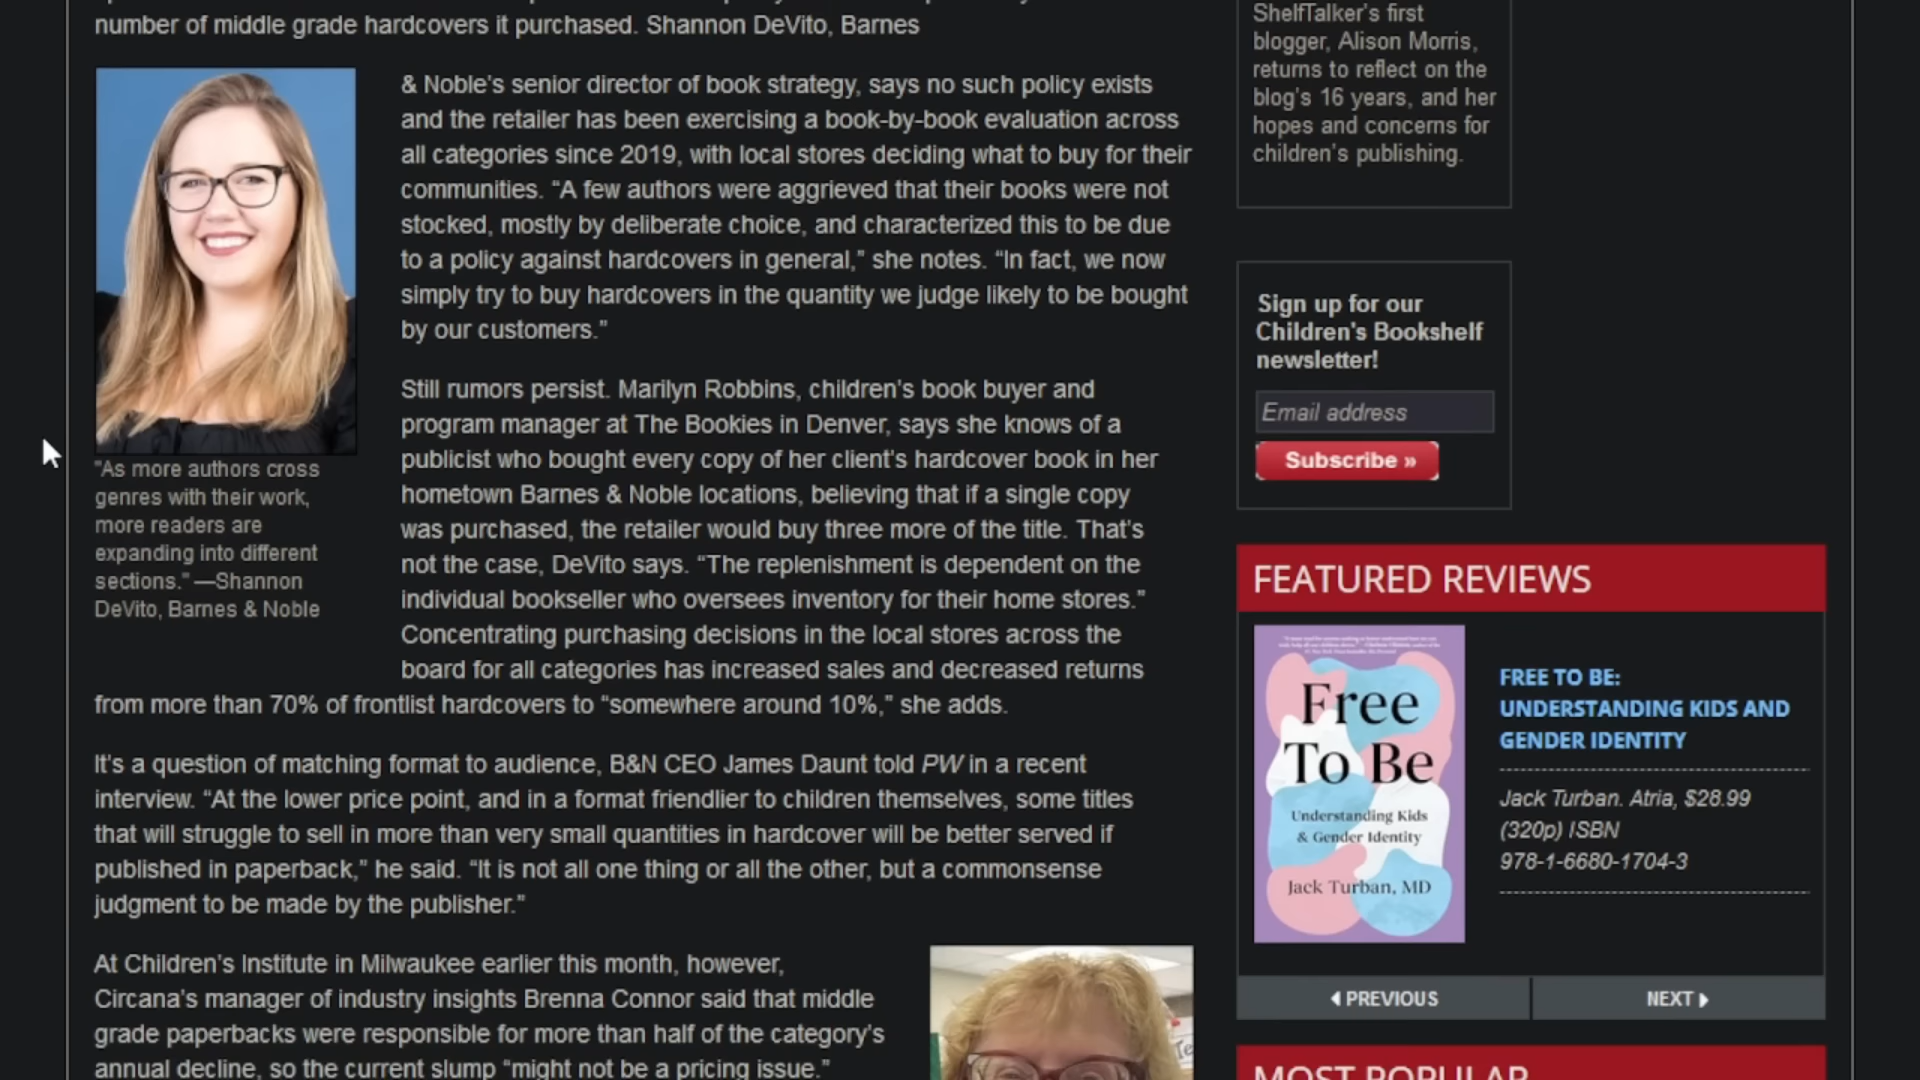 number of middle grade hardcovers it purchased. Shannon DeVito, Barnes
& Noble's senior director of book strategy, says no such policy exists
and the retailer has been exercising a book-by-book evaluation across
all categories since 2019, with local stores deciding what to buy for their
communities. “A few authors were aggrieved that their books were not
stocked, mostly by deliberate choice, and characterized this to be due
to a policy against hardcovers in general,” she notes. “In fact, we now
simply try to buy hardcovers in the quantity we judge likely to be bought
by our customers.”
"As more authors cross
genres with their work,
more readers are
expanding into different
sections." —Shannon
DeVito, Barnes & Noble
Still rumors persist. Marilyn Robbins, children's book buyer and
program manager at The Bookies in Denver, says she knows of a
publicist who bought every copy of her client's hardcover book in her
hometown Barnes & Noble locations, believing that if a single copy
was purchased, the retailer would buy three more of the title. That's
not the case, DeVito says. “The replenishment is dependent on the
individual bookseller who oversees inventory for their home stores.”
Concentrating purchasing decisions in the local stores across the
board for all categories has increased sales and decreased returns
from more than 70% of frontlist hardcovers to “somewhere around 10%,” she adds.
It's a question of matching format to audience, B&N CEO James Daunt told PW in a recent
interview. “At the lower price point, and in a format friendlier to children themselves, some titles
that will struggle to sell in more than very small quantities in hardcover will be better served if
published in paperback,” he said. “It is not all one thing or all the other, but a commonsense
judgment to be made by the publisher.”
At Children's Institute in Milwaukee earlier this month, however,
Circana's manager of industry insights Brenna Connor said that middle
grade paperbacks were responsible for more than half of the category's
annual decline, so the current slump “might not be a pricing issue.”
ShelfTalker's first
blogger, Alison Morris,
returns to reflect on the
blog's 16 years, and her
hopes and concerns for
children's publishing.
Sign up for our
Children's Bookshelf
newsletter!
Email address
Subscribe »
FEATURED REVIEWS
Free
To Be
Understanding Kids
& Gender Identity
Jack Turban, MD
FREE TO BE:
UNDERSTANDING KIDS AND
GENDER IDENTITY
Jack Turban. Atria, $28.99
(320p) ISBN
978-1-6680-1704-3
PREVIOUS
NEXT
MOST POPULAR